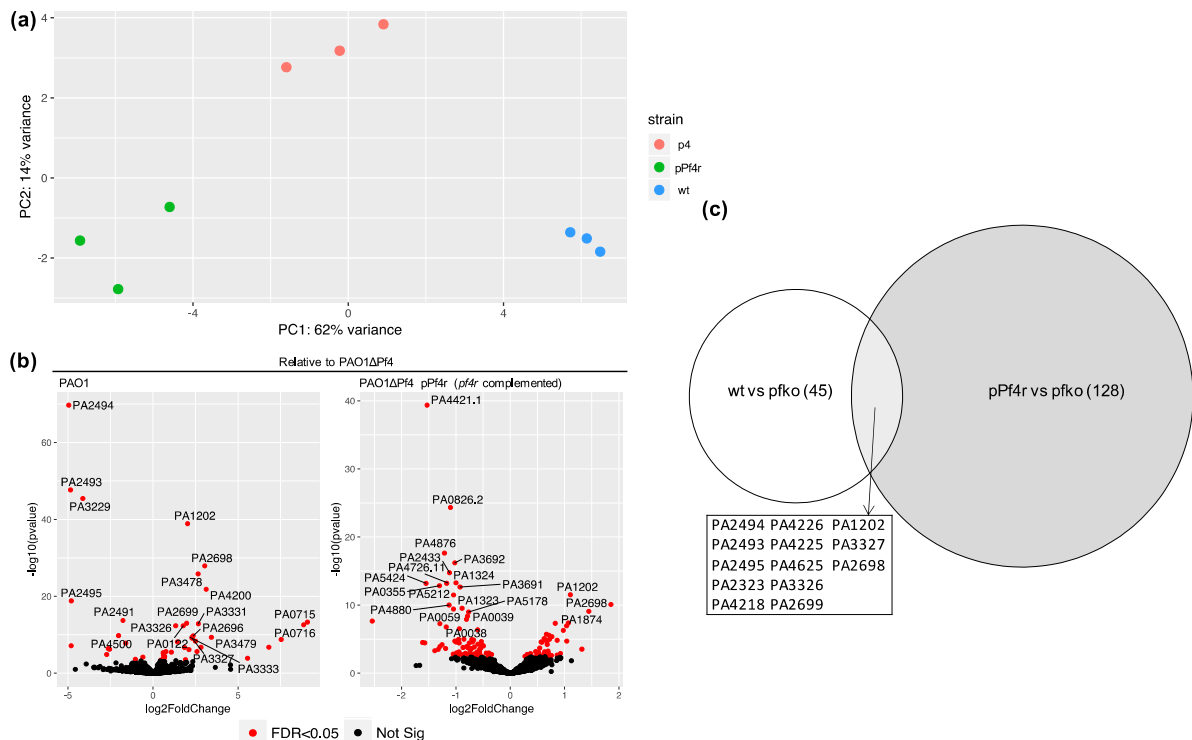 (a)
4
2
0
-2
PC2: 14% variance
-4
0
4
PC1: 62% variance
strain
p4
pPf4r
wt
(b)
Relative to PAO1ΔPf4
PAO1
PAO1ΔPf4 pPf4r (pf4r complemented)
-log10(pvalue)
60
40
20
0
PA2494
PA2493
PA3229
PA1202
PA2698
PA3478
PA4200
PA2495
PA2491
PA2699
PA3331
PA0715
PA3326
PA2696
PA0716
PA4500
PA0122
PA3479
PA3327
PA3333
-5
0
5
log2FoldChange
-log10(pvalue)
40
30
20
10
0
PA4421.1
PA0826.2
PA4876
PA2433
PA3692
PA4726.11
PA1324
PA5424
PA3691
PA0355
PA5212
PA1202
PA4880
PA1323
PA5178
PA2698
PA0059
PA0039
PA1874
PA0038
-2
-1
0
1
2
log2FoldChange
FDR<0.05
Not Sig
(c)
wt vs pfko (45)
pPf4r vs pfko (128)
PA2494 PA4226 PA1202
PA2493 PA4225 PA3327
PA2495 PA4625 PA2698
PA2323 PA3326
PA4218 PA2699